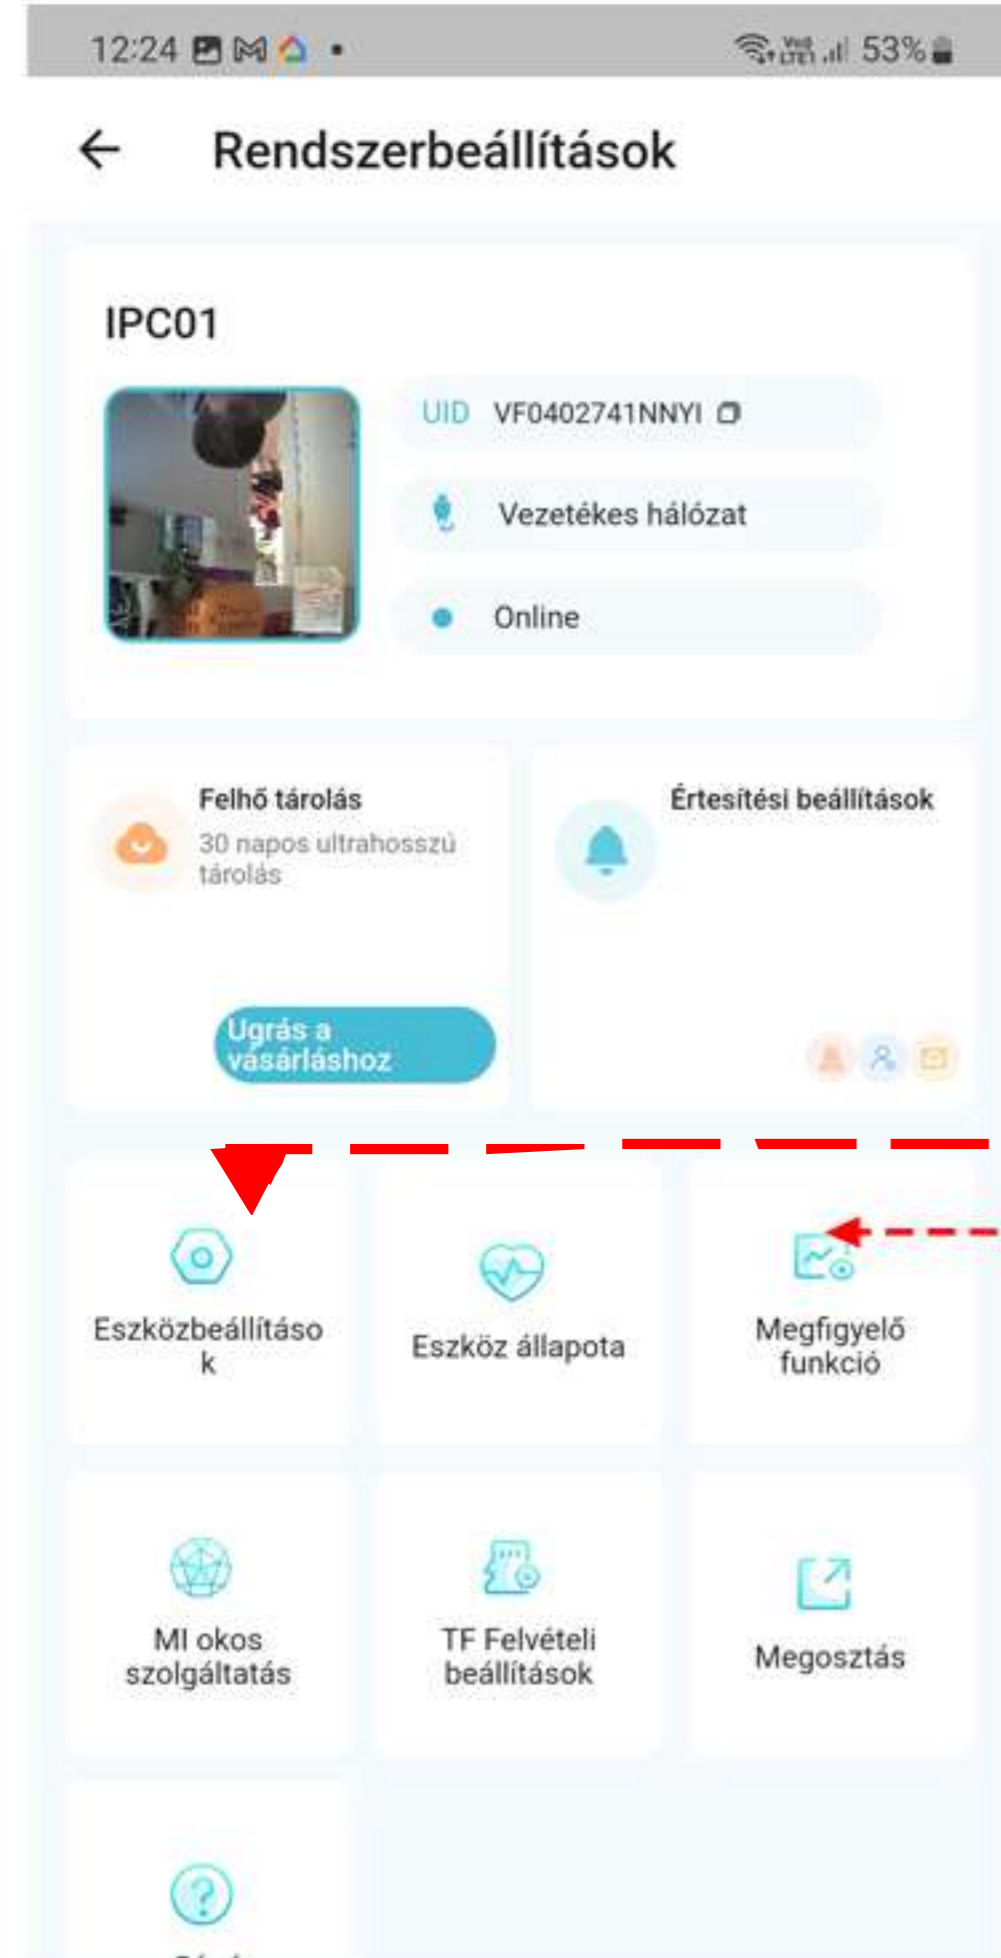 12:24
53%
Rendszerbeállítások
IPC01
UID VF0402741NNYI
Vezetékes hálózat
Online
Felhő tárolás
30 napos ultrahosszú
tárolás
Ugrás a
vásárláshoz
Értesítési beállítások
Eszközbeállításo
k
Eszköz állapota
Megfigyelő
funkció
MI okos
szolgáltatás
TF Felvételi
beállítások
Megosztás